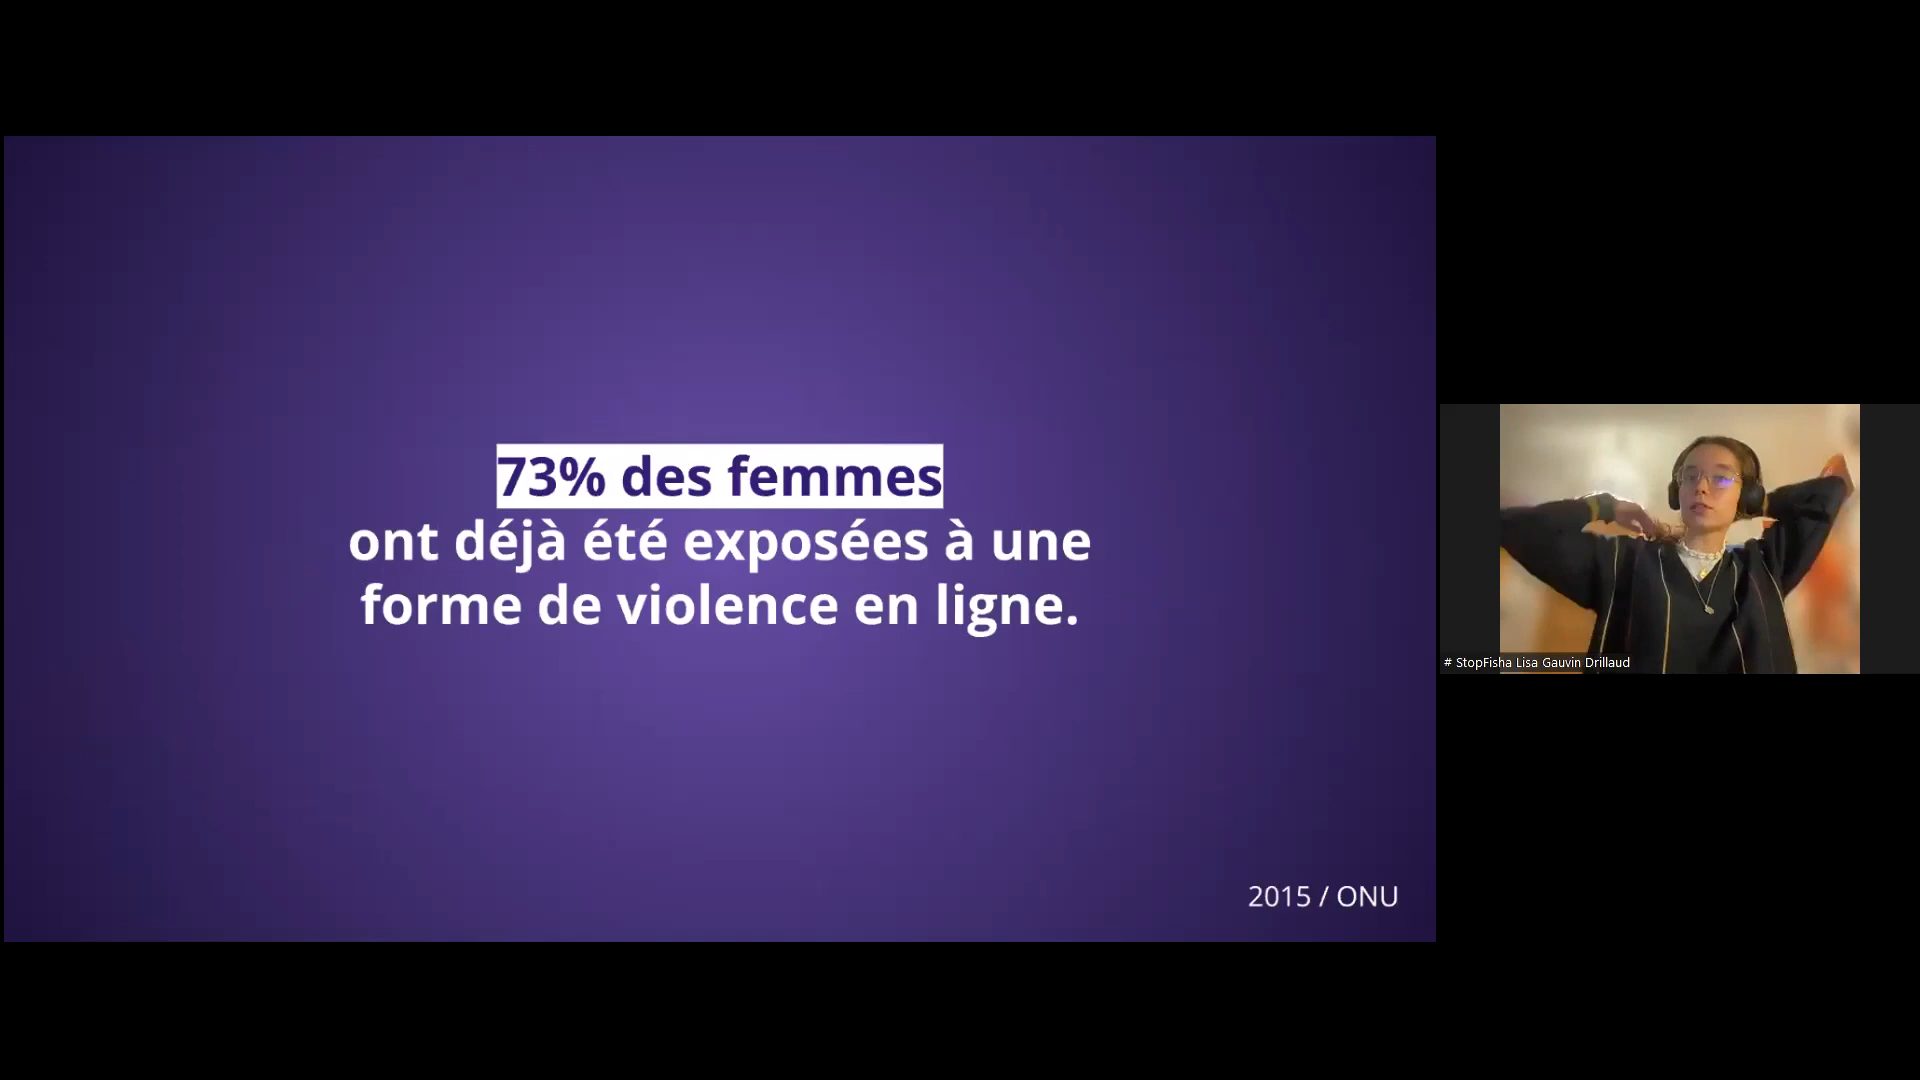 73% des femmes
ont déjà été exposées à une
forme de violence en ligne.
2015 / ONU
# StopFisha Lisa Gauvin Drillaud